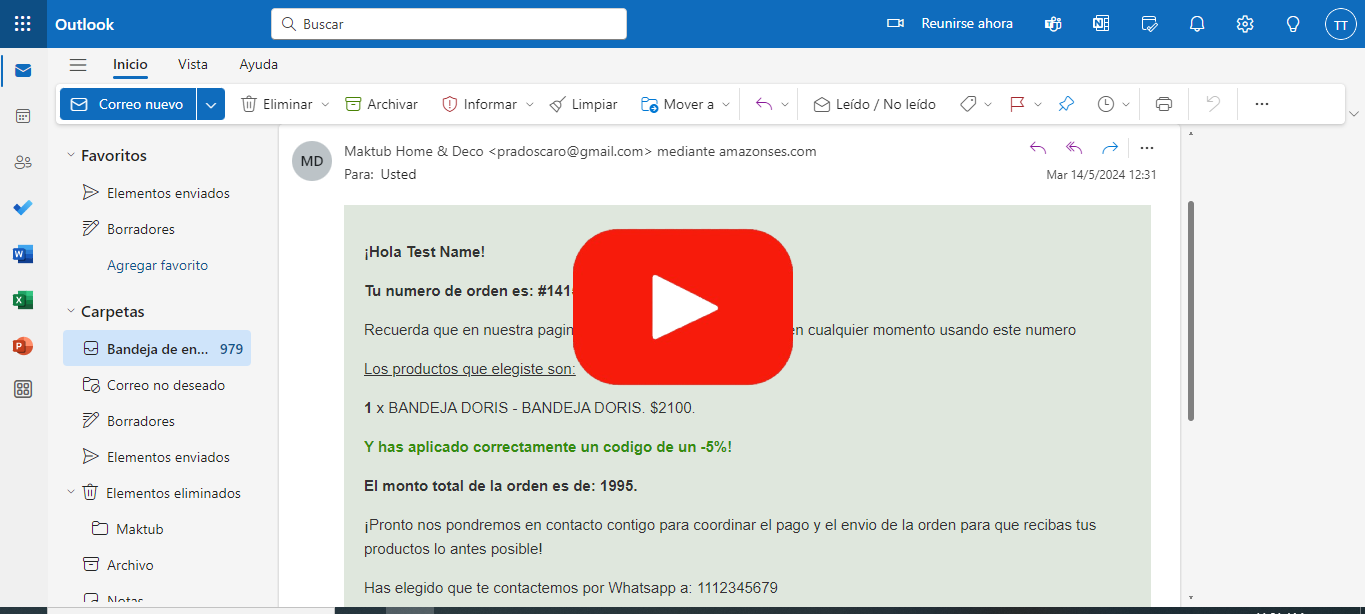 Outlook
Buscar
Reunirse ahora
TT
Inicio Vista Ayuda
Correo nuevo Eliminar Archivar Informar Limpiar Mover a Leído / No leído
Favoritos
Elementos enviados
Borradores
Agregar favorito
Carpetas
Bandeja de en... 979
Correo no deseado
Borradores
Elementos enviados
Elementos eliminados
Maktub
Archivo
Notas
MD
Maktub Home & Deco <pradoscaro@gmail.com> mediante amazonses.com
Para: Usted
Mar 14/5/2024 12:31
¡Hola Test Name!
Tu numero de orden es: #141
Recuerda que en nuestra pagin en cualquier momento usando este numero
Los productos que elegiste son:
1 x BANDEJA DORIS - BANDEJA DORIS. $2100.
Y has aplicado correctamente un codigo de un -5%!
El monto total de la orden es de: 1995.
¡Pronto nos pondremos en contacto contigo para coordinar el pago y el envio de la orden para que recibas tus
productos lo antes posible!
Has elegido que te contactemos por Whatsapp a: 1112345679